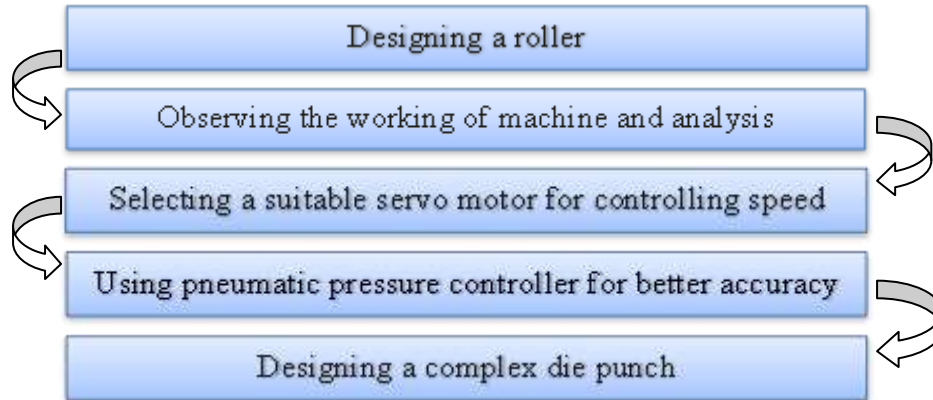 Designing a roller
Observing the working of machine and analysis
Selecting a suitable servo motor for controlling speed
Using pneumatic pressure controller for better accuracy
Designing a complex die punch